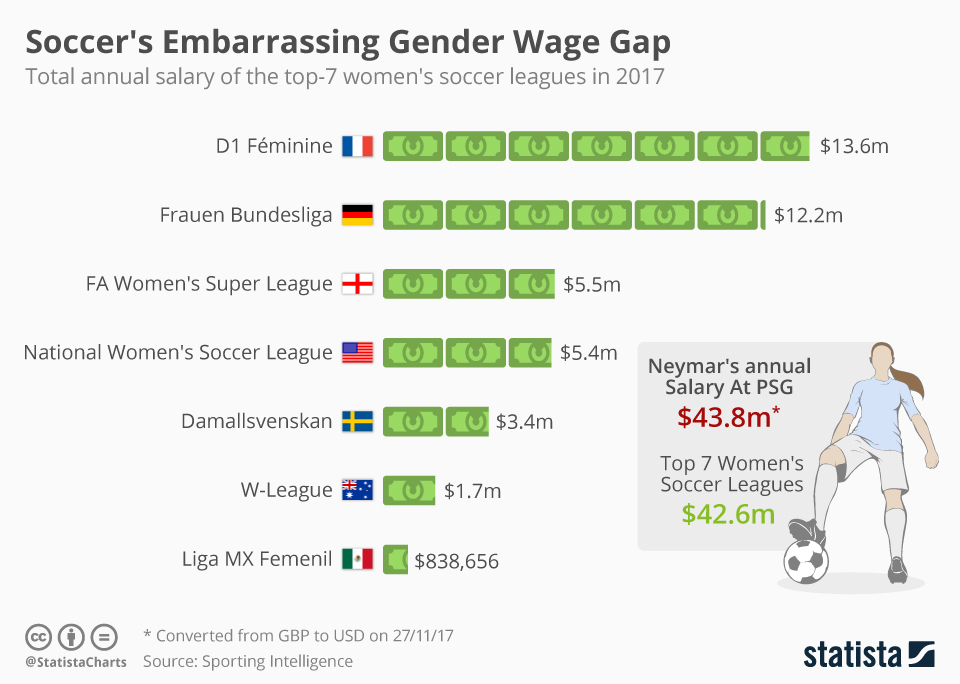 Soccer's Embarrassing Gender Wage Gap
Total annual salary of the top-7 women's soccer leagues in 2017
D1 Féminine $13.6m
Frauen Bundesliga $12.2m
FA Women's Super League $5.5m
National Women's Soccer League $5.4m
Damallsvenskan $3.4m
W-League $1.7m
Liga MX Femenil $838,656
Neymar's annual
Salary At PSG
$43.8m*
Top 7 Women's
Soccer Leagues
$42.6m
* Converted from GBP to USD on 27/11/17
cc
@StatistaCharts Source: Sporting Intelligence
statista